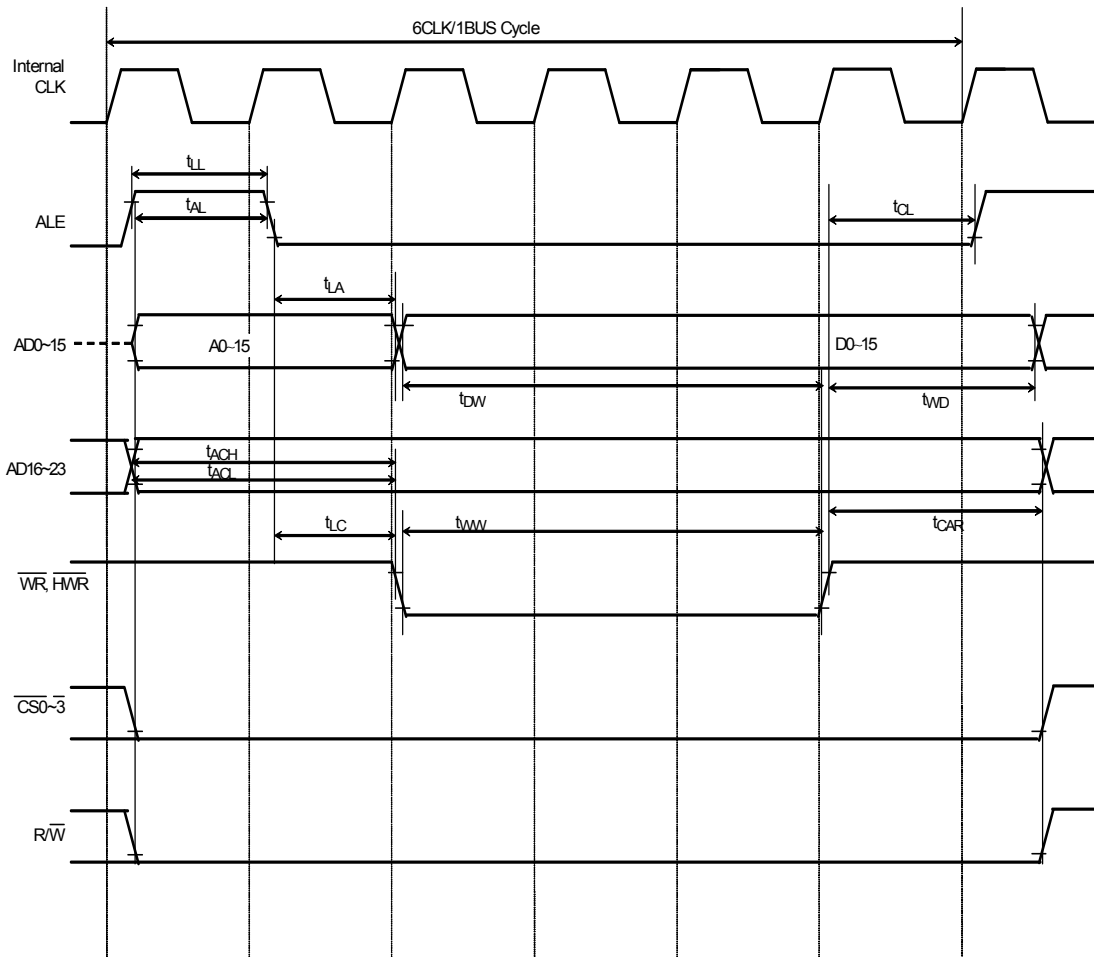 6CLK/1BUS Cycle
Internal
CLK
tLL
ALE
tAL
tCL
tLA
AD0~15
A0~15
D0~15
tDW
tWD
tACH
AD16~23
tACL
tLC
tWW
tCAR
WR, HWR
CS0~3
R/W